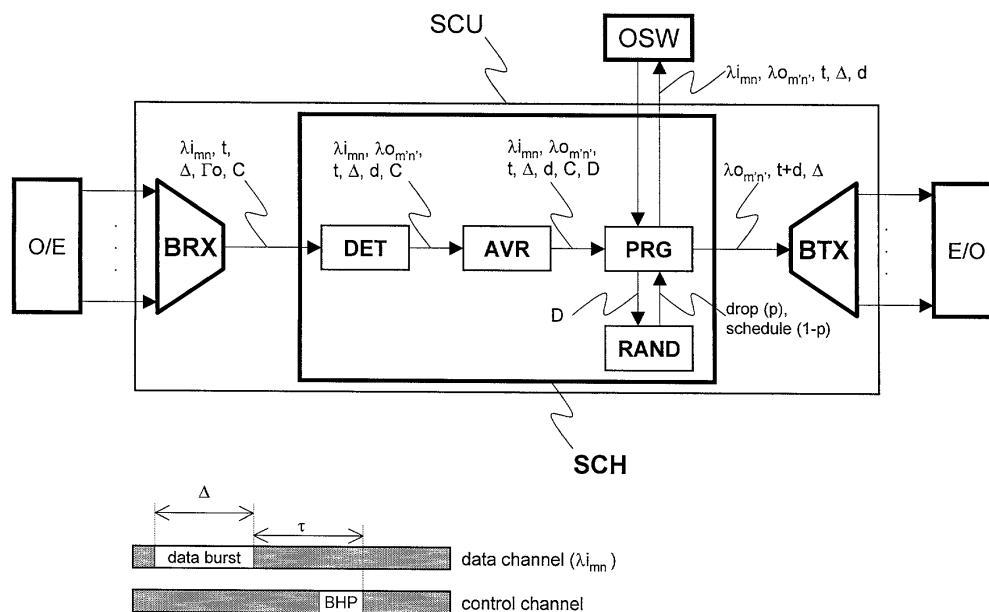 SCU
OSW
λi_mn, λo_m'n', t, Δ, d
λi_mn, t,
Δ, Γo, C
λi_mn, λo_m'n',
t, Δ, d, C
λi_mn, λo_m'n',
t, Δ, d, C, D
λo_m'n', t+d, Δ
O/E
BRX
DET
AVR
PRG
BTX
E/O
D
drop (p),
schedule (1-p)
RAND
SCH
Δ
τ
data burst
data channel (λi_mn)
BHP
control channel